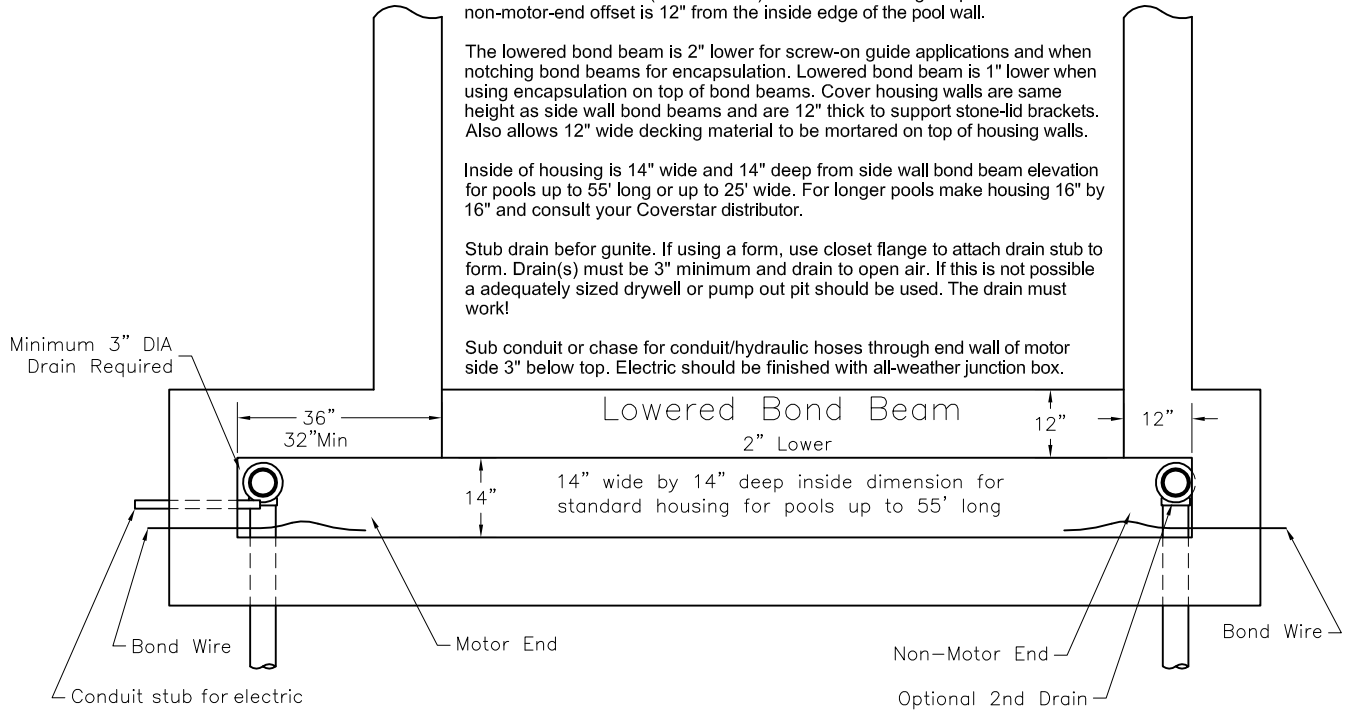 non-motor-end offset is 12" from the inside edge of the pool wall.
The lowered bond beam is 2" lower for screw-on guide applications and when
notching bond beams for encapsulation. Lowered bond beam is 1" lower when
using encapsulation on top of bond beams. Cover housing walls are same
height as side wall bond beams and are 12" thick to support stone-lid brackets.
Also allows 12" wide decking material to be mortared on top of housing walls.
Inside of housing is 14" wide and 14" deep from side wall bond beam elevation
for pools up to 55' long or up to 25' wide. For longer pools make housing 16" by
16" and consult your Coverstar distributor.
Stub drain befor gunite. If using a form, use closet flange to attach drain stub to
form. Drain(s) must be 3" minimum and drain to open air. If this is not possible
a adequately sized drywell or pump out pit should be used. The drain must
work!
Sub conduit or chase for conduit/hydraulic hoses through end wall of motor
side 3" below top. Electric should be finished with all-weather junction box.
Minimum 3" DIA
Drain Required
36"
32"Min
Lowered Bond Beam
2" Lower
12"
12"
14"
14" wide by 14" deep inside dimension for
standard housing for pools up to 55' long
Bond Wire
Motor End
Non-Motor End
Bond Wire
Conduit stub for electric
Optional 2nd Drain